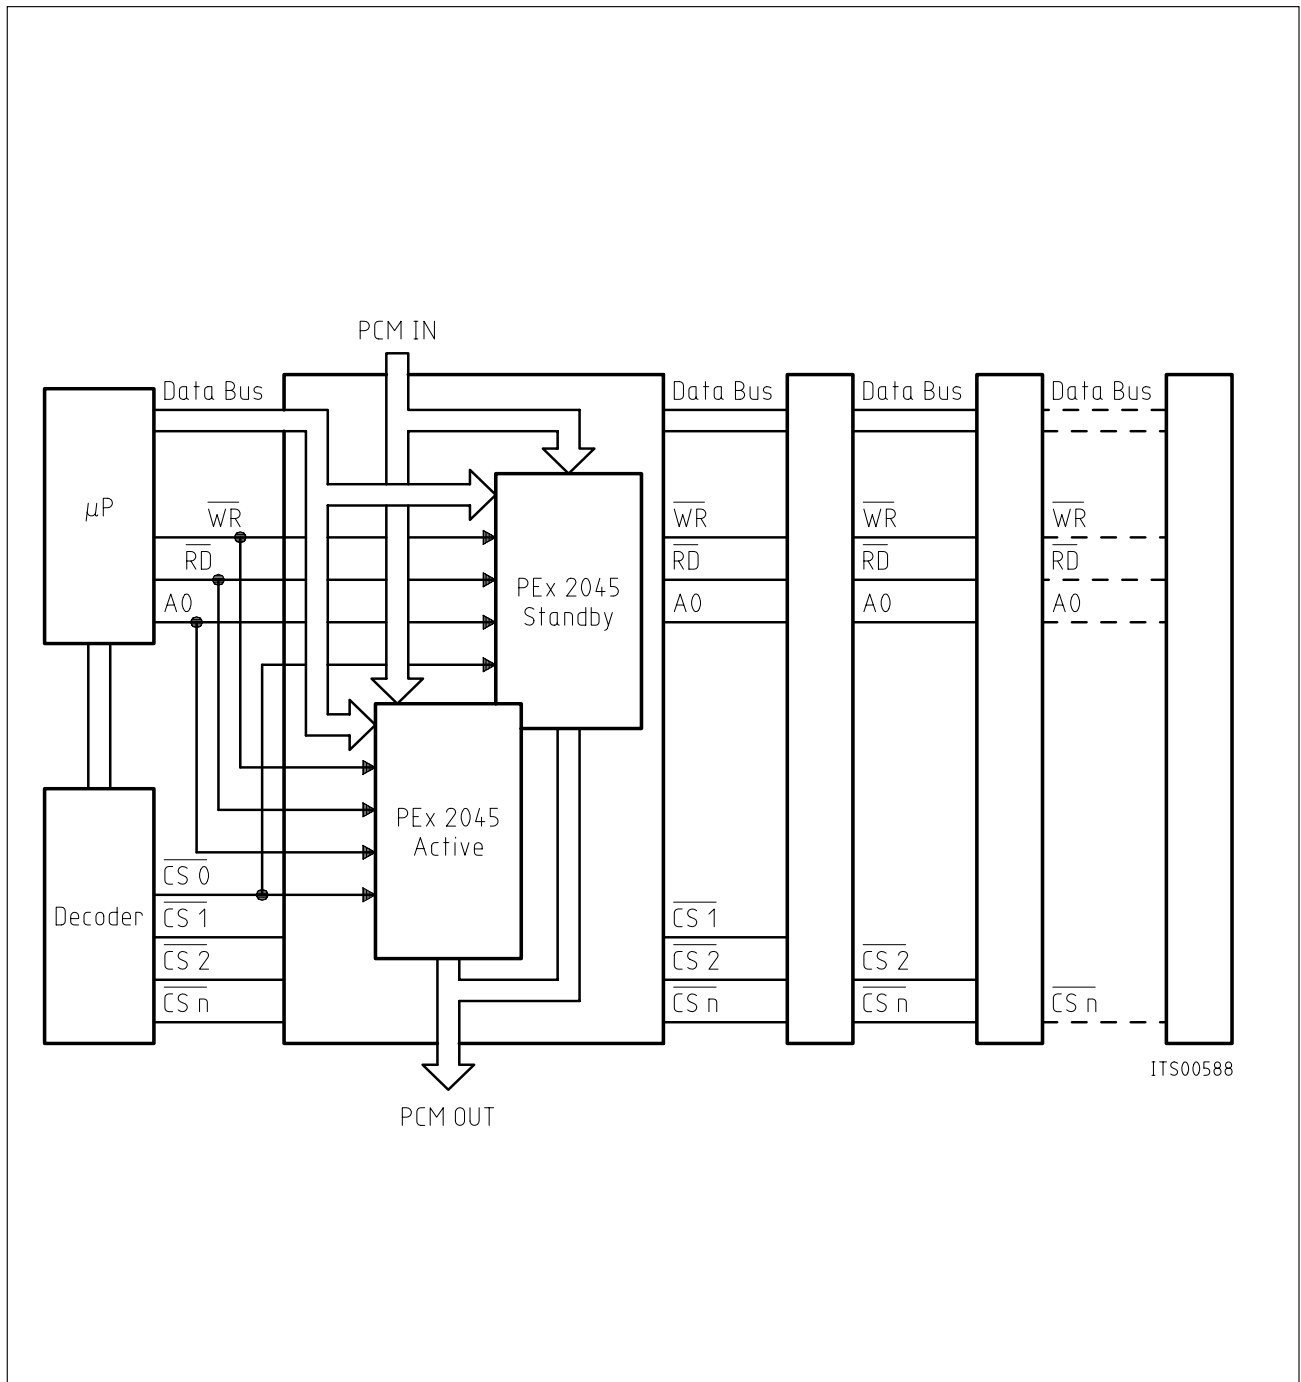 PCM IN
Data Bus Data Bus Data Bus Data Bus
µP
WR WR WR WR
RD RD RD RD
A0 A0 A0 A0
PEx 2045
Standby
PEx 2045
Active
Decoder
CS 0
CS 1 CS 1
CS 2 CS 2 CS 2
CS n CS n CS n CS n
ITS00588
PCM OUT